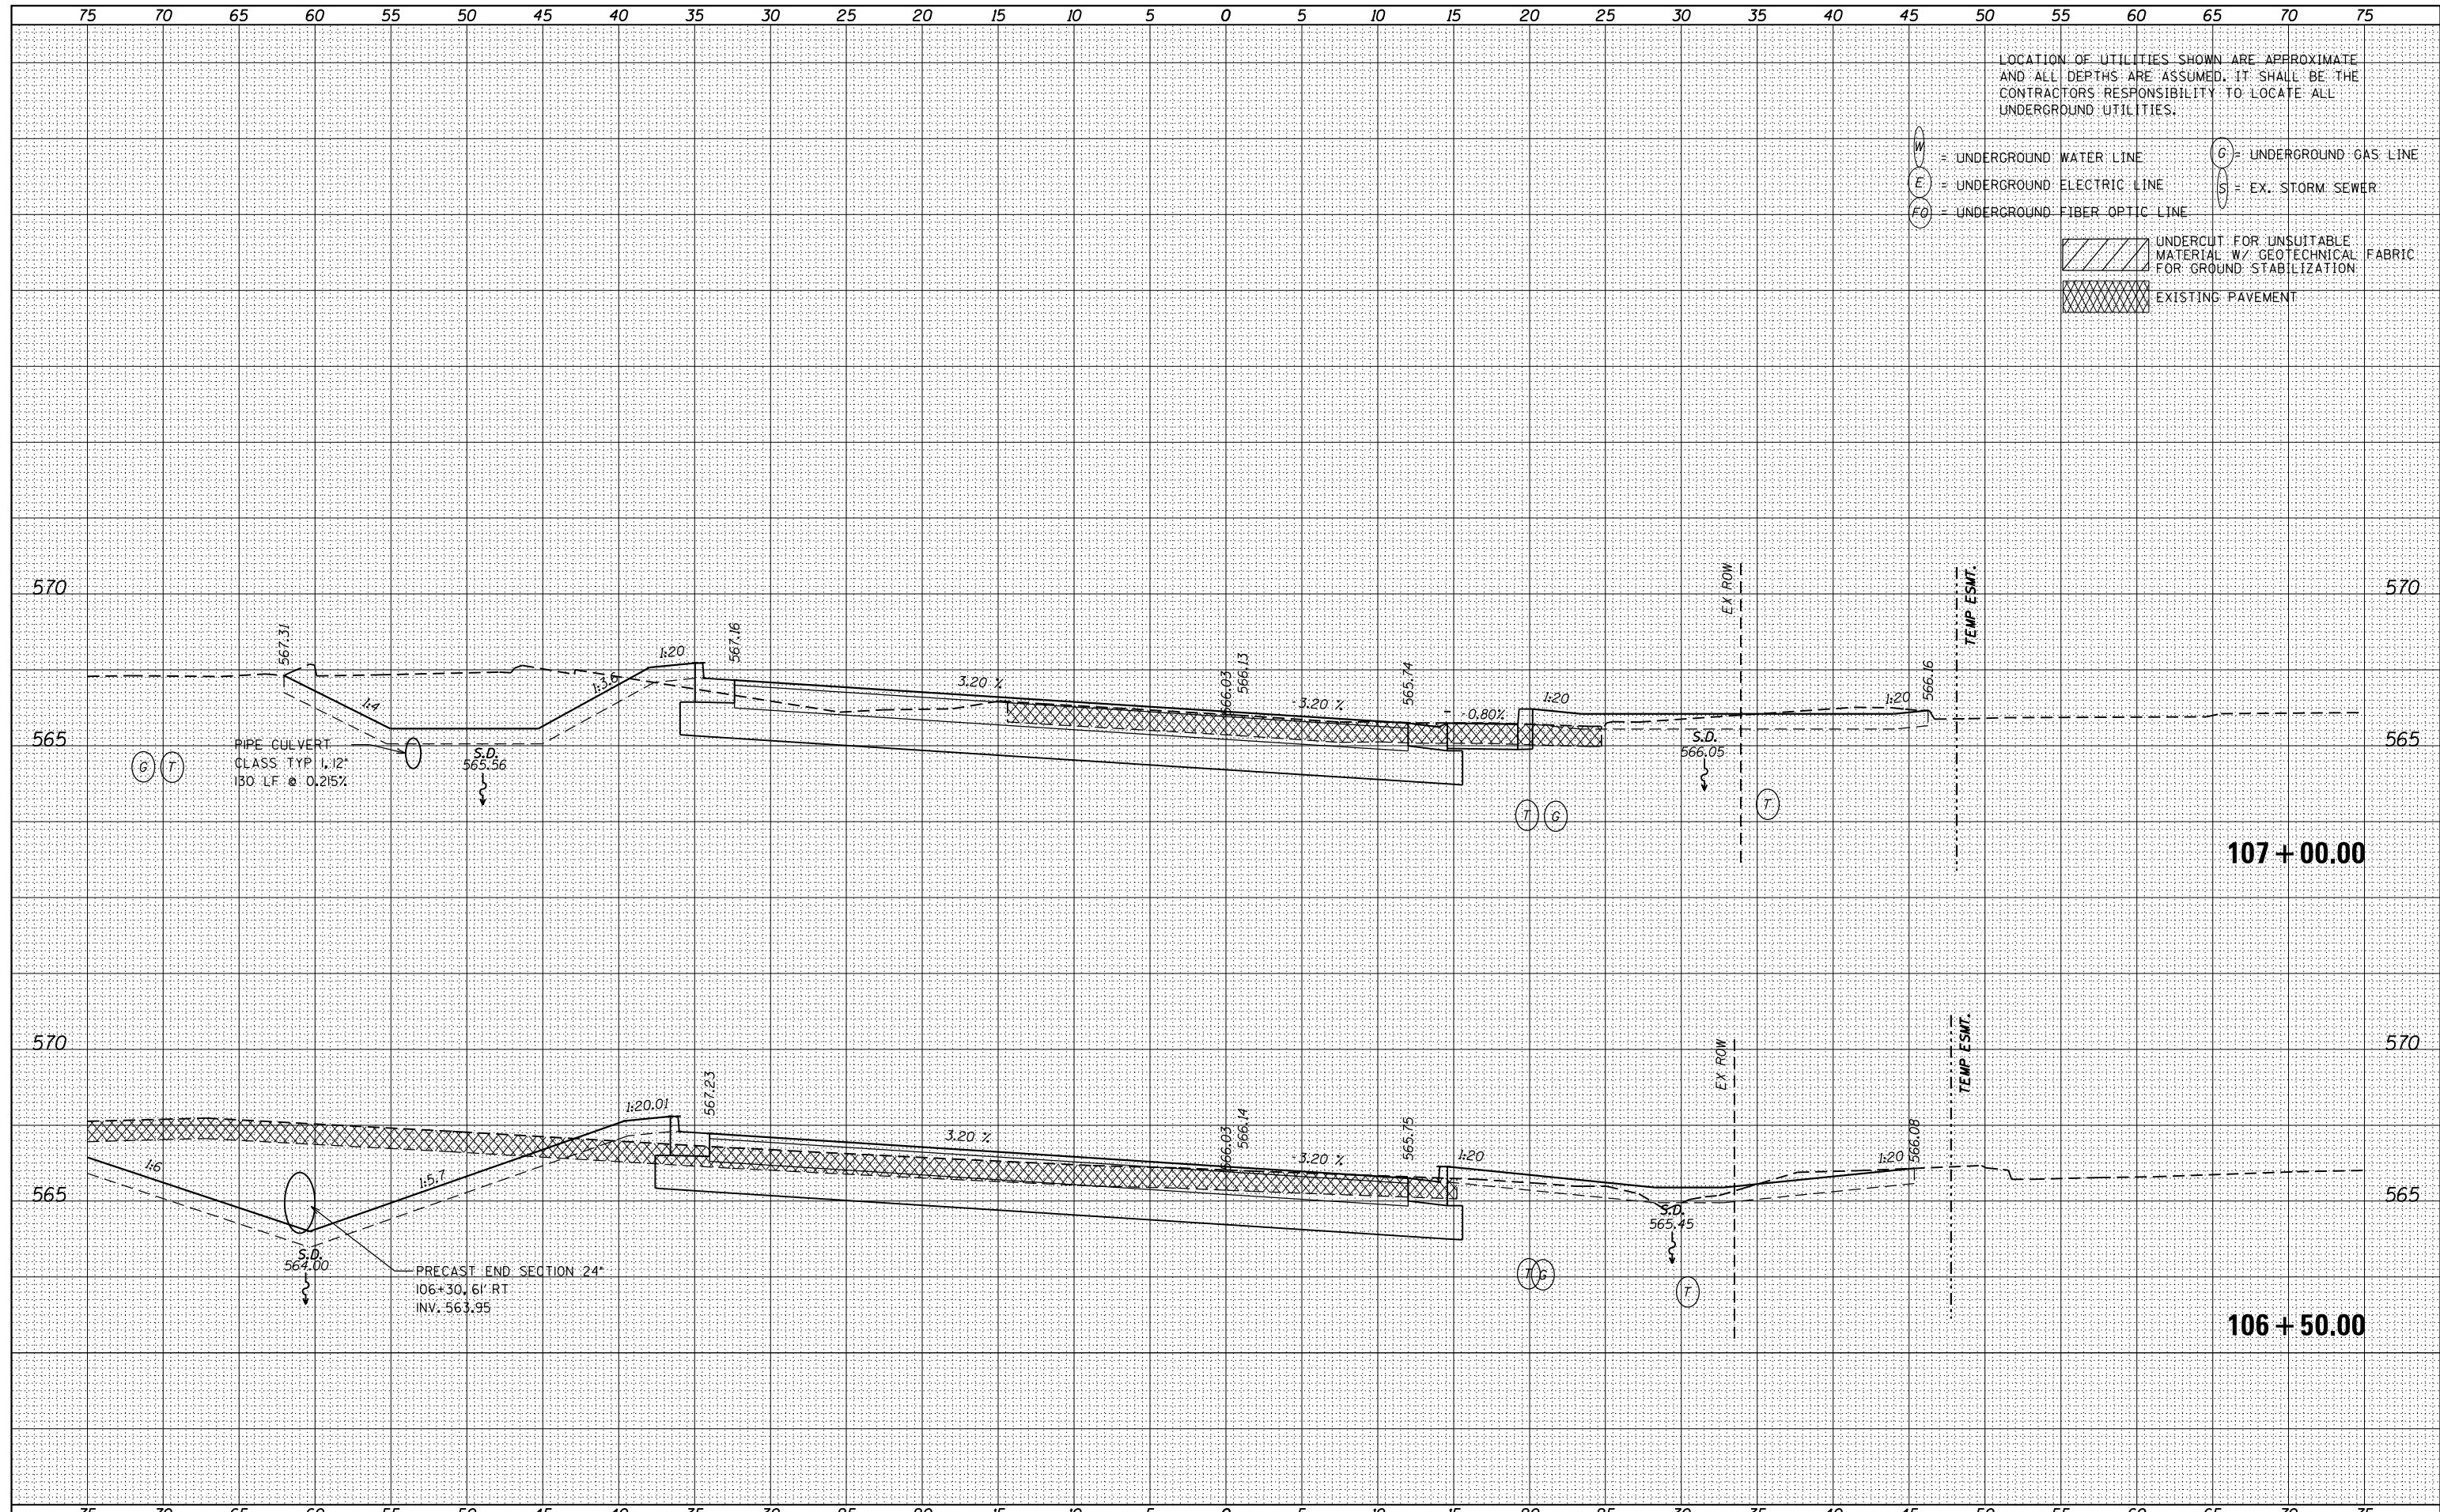 75 70 65 60 55 50 45 40 35 30 25 20 15 10 5 0 5 10 15 20 25 30 35 40 45 50 55 60 65 70 75
LOCATION OF UTILITIES SHOWN ARE APPROXIMATE
AND ALL DEPTHS ARE ASSUMED. IT SHALL BE THE
CONTRACTORS RESPONSIBILITY TO LOCATE ALL
UNDERGROUND UTILITIES.
W = UNDERGROUND WATER LINE
G = UNDERGROUND GAS LINE
E = UNDERGROUND ELECTRIC LINE
S = EX. STORM SEWER
FO = UNDERGROUND FIBER OPTIC LINE
UNDERCUT FOR UNSUITABLE
MATERIAL W/ GEOTECHNICAL FABRIC
FOR GROUND STABILIZATION
EXISTING PAVEMENT
570
570
567.31
1:20
567.16
3.20 %
566.03
566.13
-3.20 %
565.74
-0.80%
1:20
EX ROW
1:20
566.16
TEMP ESMT.
1:4
1:3.6
565
565
PIPE CULVERT
CLASS TYP 1, 12"
130 LF @ 0.215%
G T
S.D.
565.56
S.D.
566.05
T G
T
107+00.00
570
570
1:20.01
567.23
3.20 %
566.03
566.14
-3.20 %
565.75
1:20
EX ROW
1:20
566.08
TEMP ESMT.
1:6
1:5.7
565
565
S.D.
564.00
PRECAST END SECTION 24"
106+30, 61' RT
INV. 563.95
S.D.
565.45
T G
T
106+50.00
75 70 65 60 55 50 45 40 35 30 25 20 15 10 5 0 5 10 15 20 25 30 35 40 45 50 55 60 65 70 75